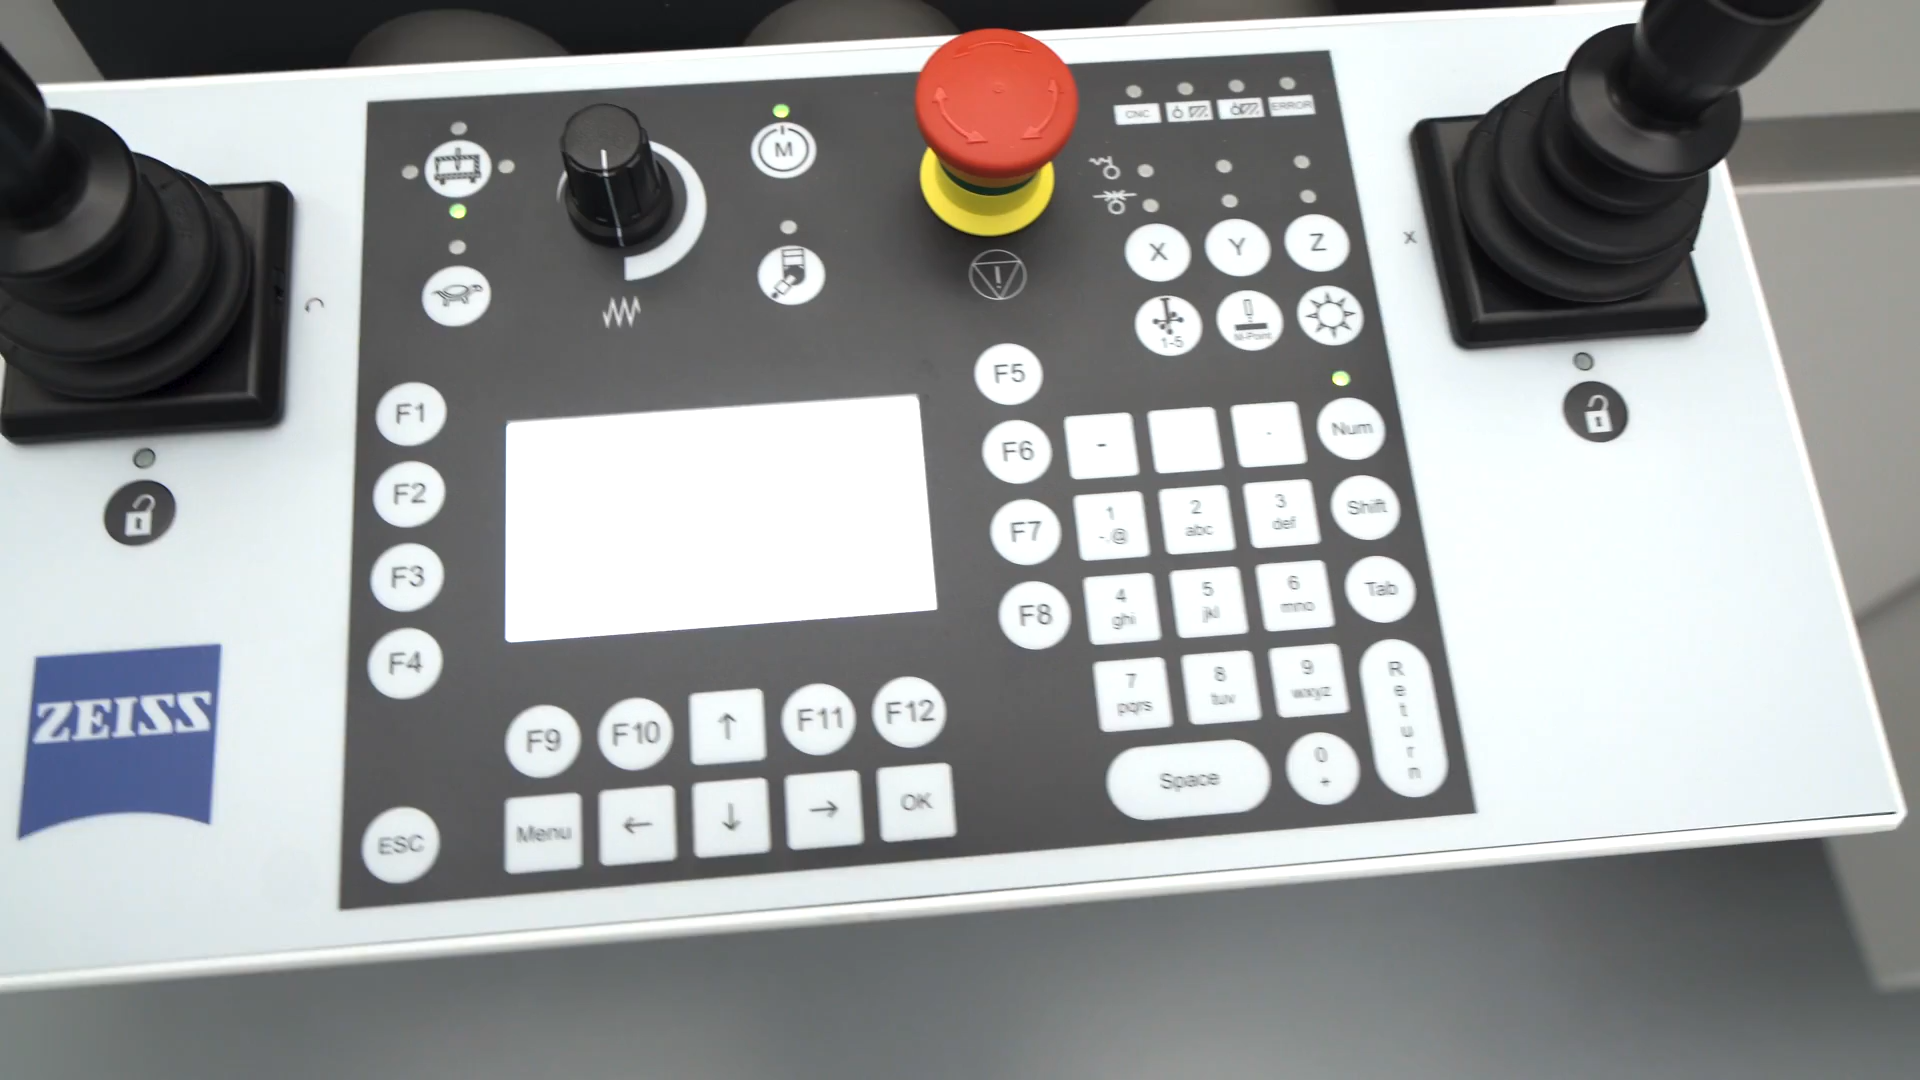 CNC
ERROR
M
X
X
Y
Z
1-5
M-Point
F1
F2
F3
F4
F5
F6
F7
F8
-
.
Num
1
-.@
2
abc
3
def
Shift
4
ghi
5
jkl
6
mno
Tab
7
pqrs
8
tuv
9
wxyz
Return
Space
0
+
F9
F10
↑
F11
F12
ESC
Menu
←
↓
→
OK
ZEISS